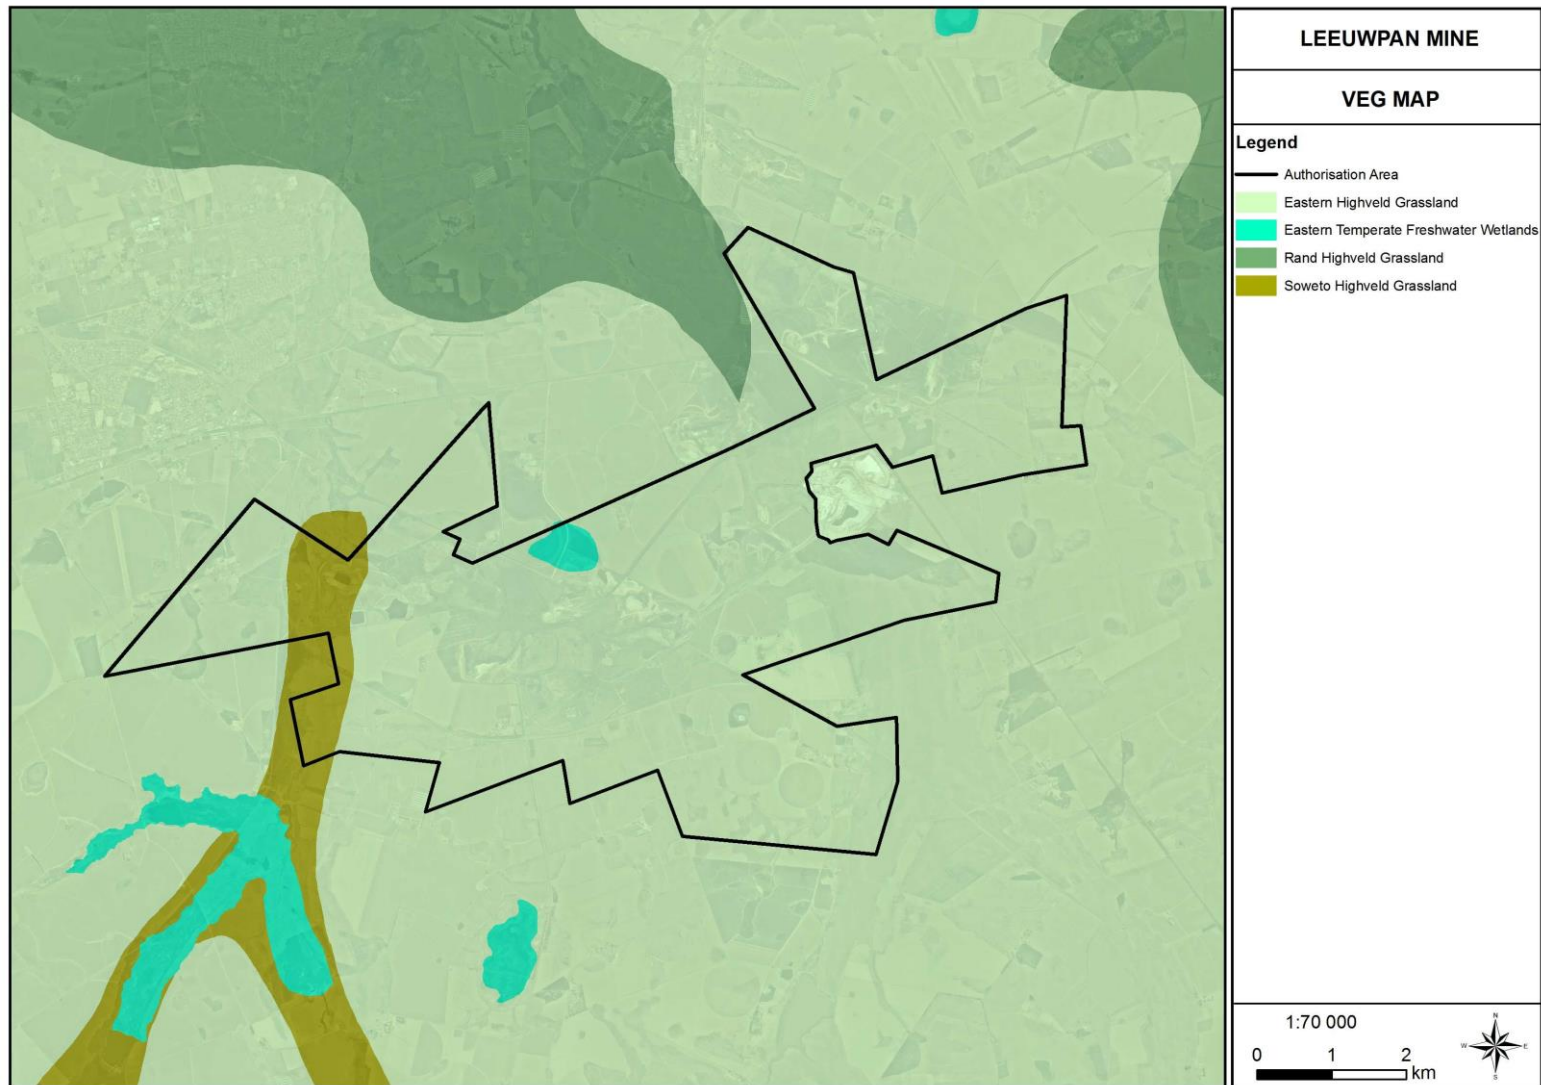 LEEUWPAN MINE
VEG MAP
Legend
Authorisation Area
Eastern Highveld Grassland
Eastern Temperate Freshwater Wetlands
Rand Highveld Grassland
Soweto Highveld Grassland
1:70 000
N
W E
S
0 1 2
km